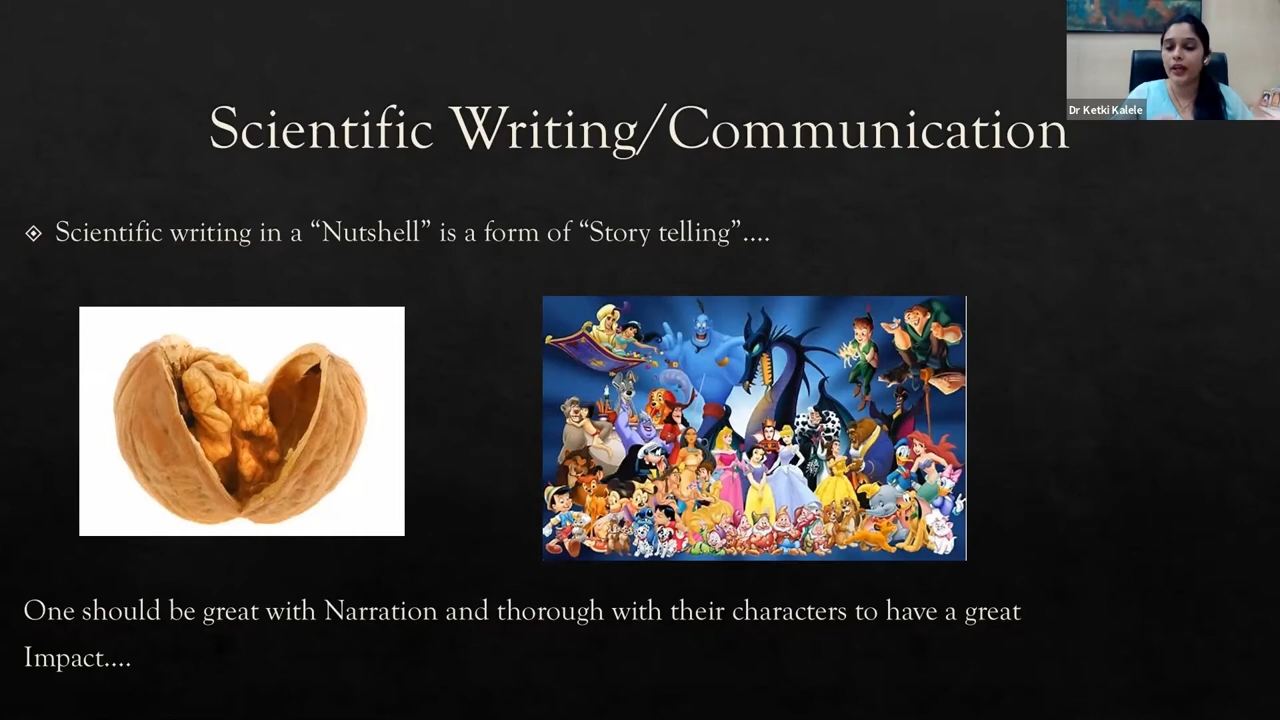 Dr Ketki Kalele
Scientific Writing/Communication
Scientific writing in a “Nutshell” is a form of “Story telling”....
One should be great with Narration and thorough with their characters to have a great
Impact....